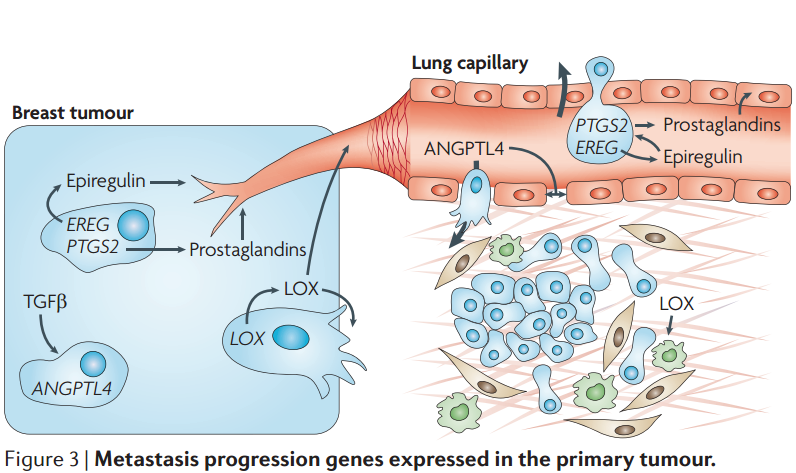 Lung capillary
Breast tumour
PTGS2
EREG
Prostaglandins
Epiregulin
ANGPTL4
Epiregulin
EREG
PTGS2
Prostaglandins
TGFβ
LOX
LOX
ANGPTL4
LOX
Figure 3 | Metastasis progression genes expressed in the primary tumour.